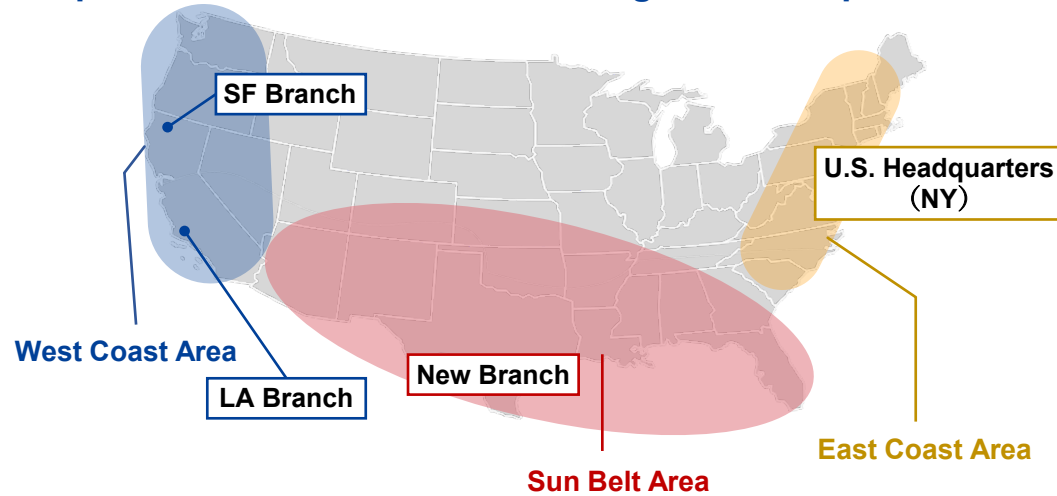 SF Branch
U.S. Headquarters
（NY）
West Coast Area
LA Branch
New Branch
East Coast Area
Sun Belt Area